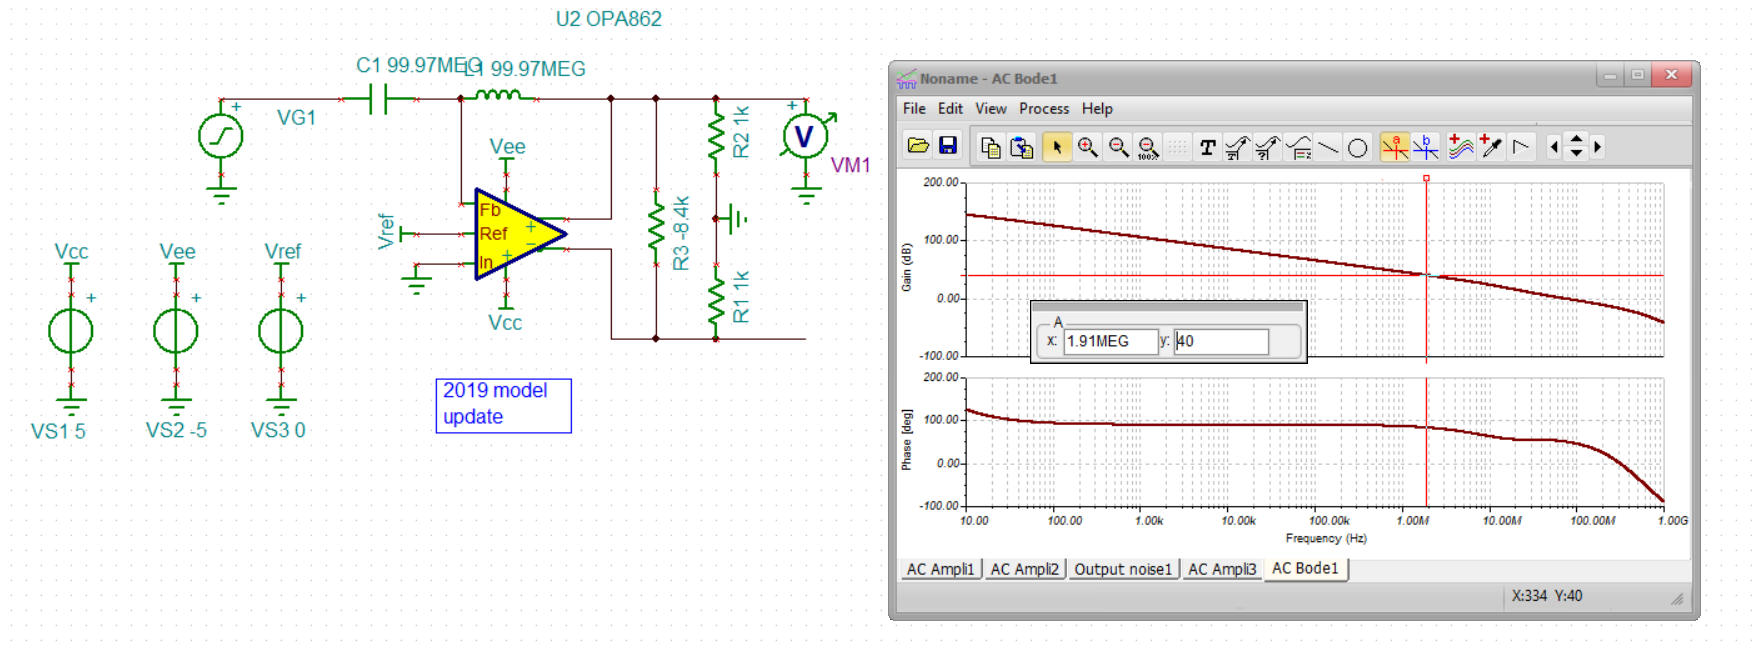 U2 OPA862
C1 99.97MEG
L1 99.97MEG
VG1
Vee
R2 1k
V
VM1
Fb
Vref
Ref
R3 -8.4k
In
Vcc
R1 1k
Vcc
Vee
Vref
VS1 5
VS2 -5
VS3 0
2019 model
update
Noname - AC Bode1
File Edit View Process Help
100%
T
a
b
200.00
100.00
0.00
-100.00
Gain (dB)
A
x: 1.91MEG y: 40
200.00
100.00
0.00
-100.00
Phase [deg]
10.00 100.00 1.00k 10.00k 100.00k 1.00M 10.00M 100.00M 1.00G
Frequency (Hz)
AC Ampli1 AC Ampli2 Output noise1 AC Ampli3 AC Bode1
X:334 Y:40